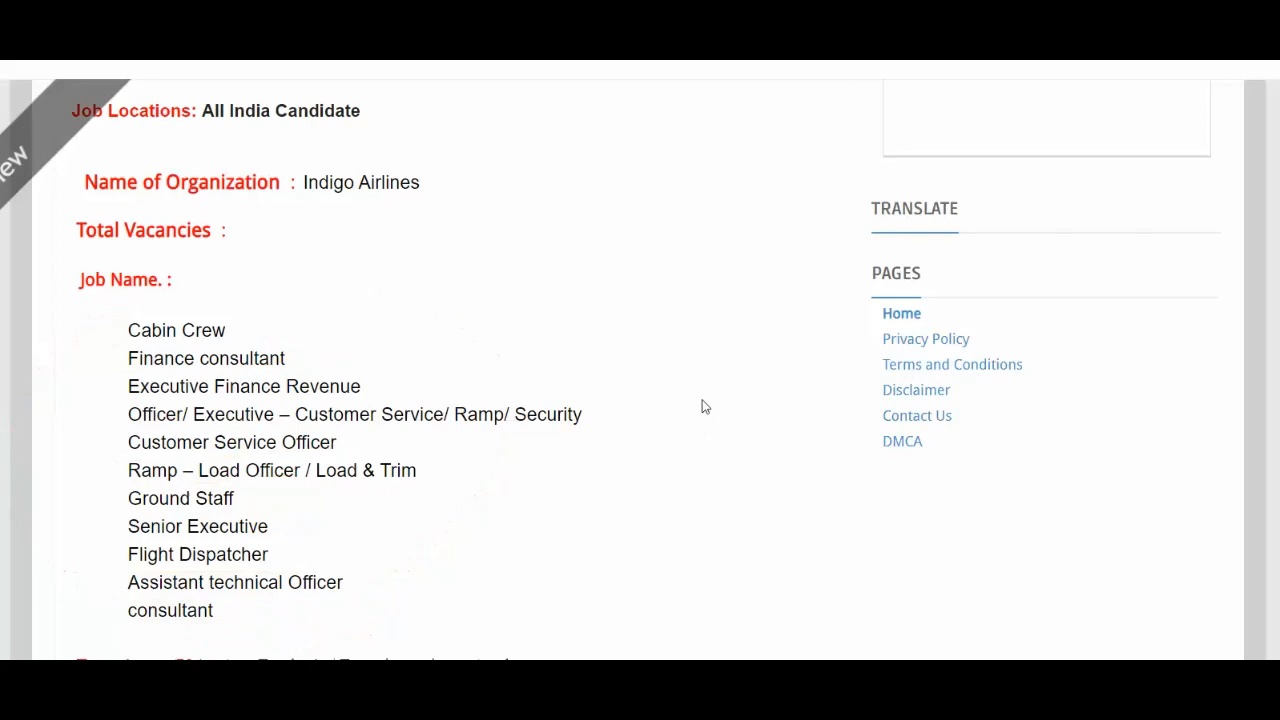 Job Locations: All India Candidate
Name of Organization : Indigo Airlines
Total Vacancies :
Job Name. :
Cabin Crew
Finance consultant
Executive Finance Revenue
Officer/ Executive – Customer Service/ Ramp/ Security
Customer Service Officer
Ramp – Load Officer / Load & Trim
Ground Staff
Senior Executive
Flight Dispatcher
Assistant technical Officer
consultant
TRANSLATE
PAGES
Home
Privacy Policy
Terms and Conditions
Disclaimer
Contact Us
DMCA